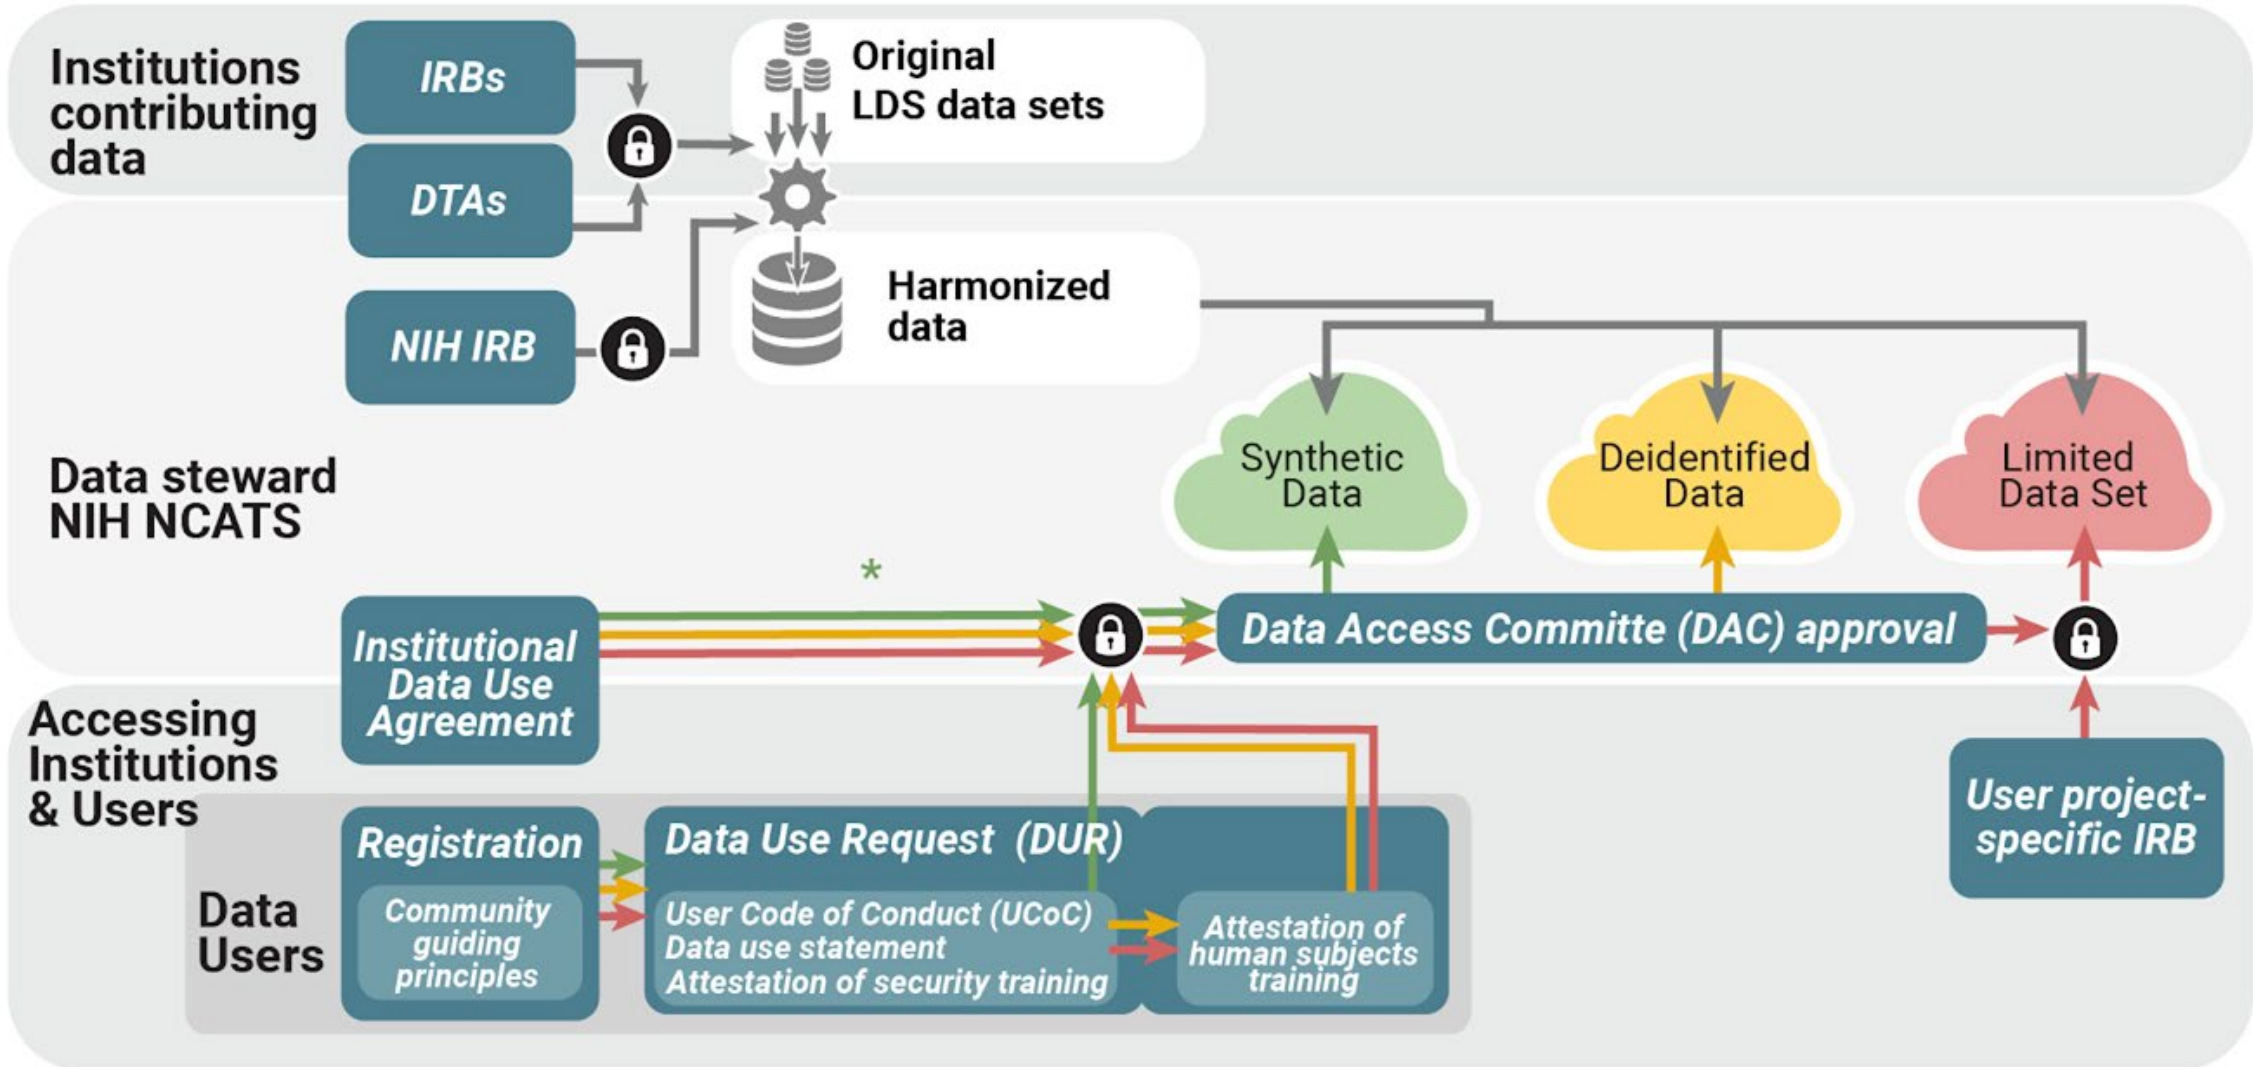 Institutions
contributing
data
IRBs
DTAs
Original
LDS data sets
NIH IRB
Harmonized
data
Data steward
NIH NCATS
Synthetic
Data
Deidentified
Data
Limited
Data Set
*
Institutional
Data Use
Agreement
Data Access Committe (DAC) approval
Accessing
Institutions
& Users
Data
Users
Registration
Community
guiding
principles
Data Use Request (DUR)
User Code of Conduct (UCoC)
Data use statement
Attestation of security training
Attestation of
human subjects
training
User project-
specific IRB